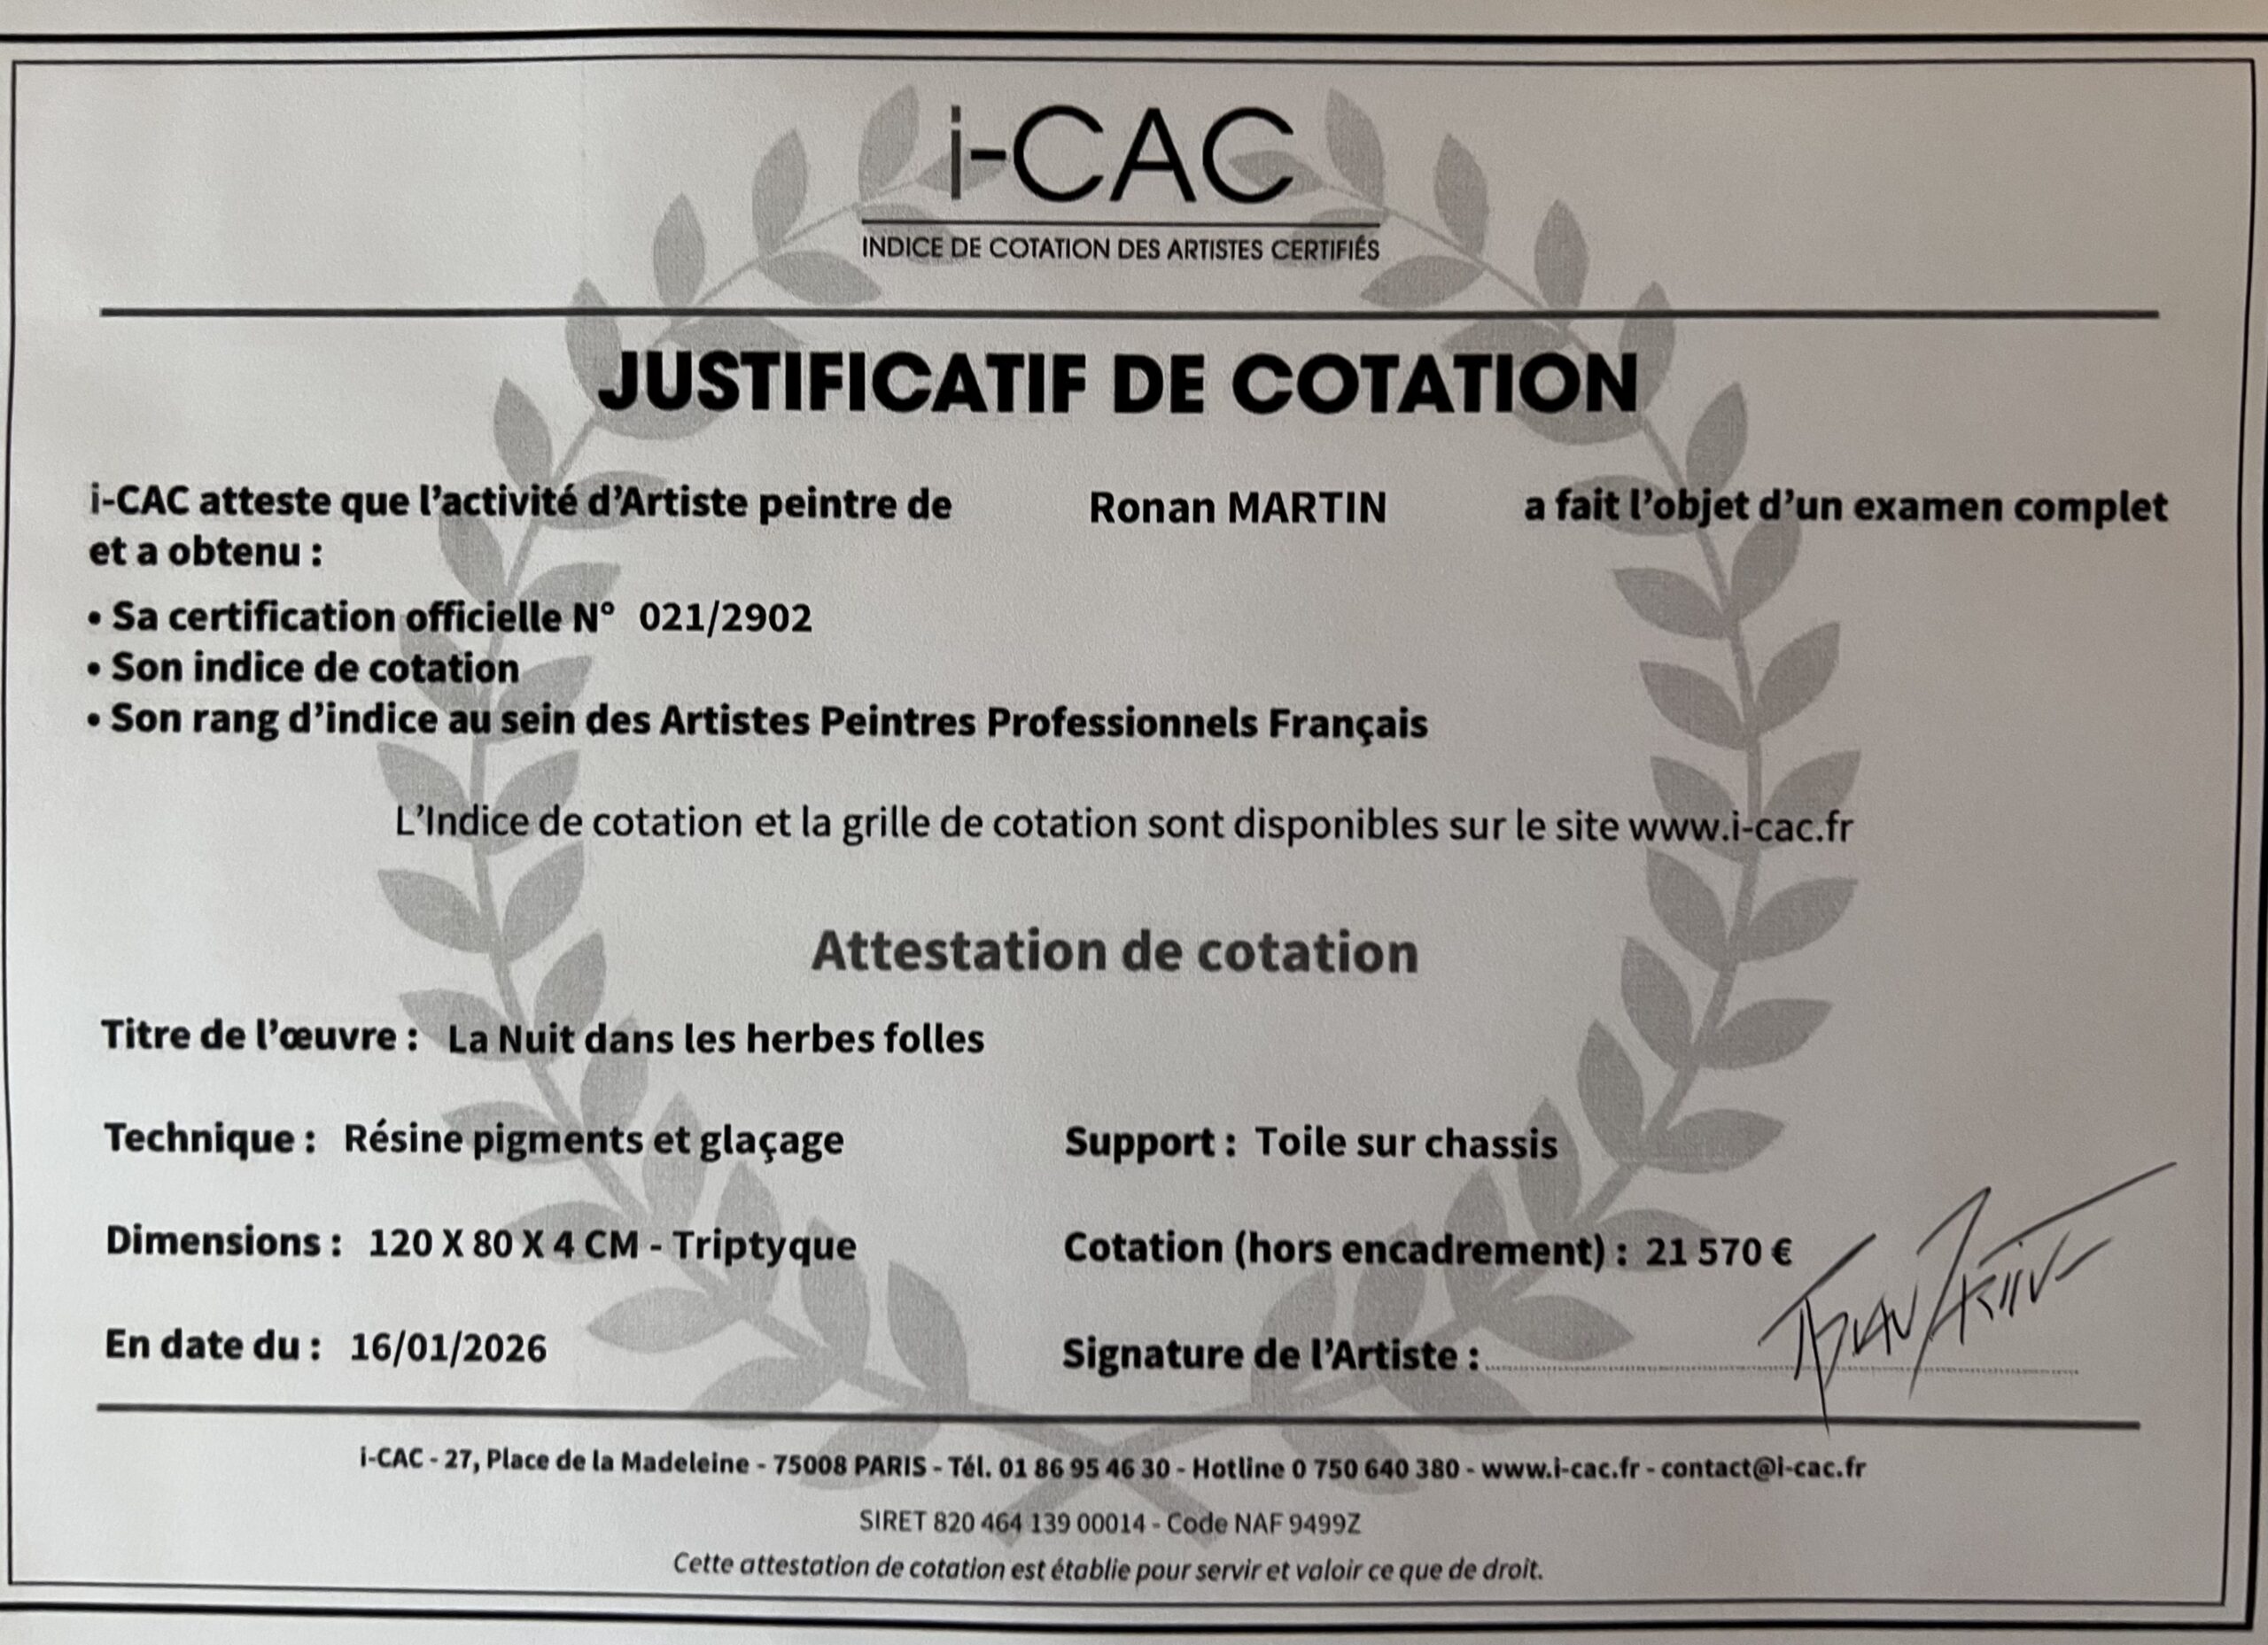 i-CAC
INDICE DE COTATION DES ARTISTES CERTIFIÉS
JUSTIFICATIF DE COTATION
i-CAC atteste que l'activité d'Artiste peintre de Ronan MARTIN a fait l'objet d'un examen complet
et a obtenu :
• Sa certification officielle N° 021/2902
• Son indice de cotation
• Son rang d'indice au sein des Artistes Peintres Professionnels Français
L'Indice de cotation et la grille de cotation sont disponibles sur le site www.i-cac.fr
Attestation de cotation
Titre de l'œuvre : La Nuit dans les herbes folles
Technique : Résine pigments et glaçage Support : Toile sur chassis
Dimensions : 120 X 80 X 4 CM - Triptyque Cotation (hors encadrement) : 21 570 €
En date du : 16/01/2026 Signature de l'Artiste :
i-CAC - 27, Place de la Madeleine - 75008 PARIS - Tél. 01 86 95 46 30 - Hotline 0 750 640 380 - www.i-cac.fr - contact@i-cac.fr
SIRET 820 464 139 00014 - Code NAF 9499Z
Cette attestation de cotation est établie pour servir et valoir ce que de droit.